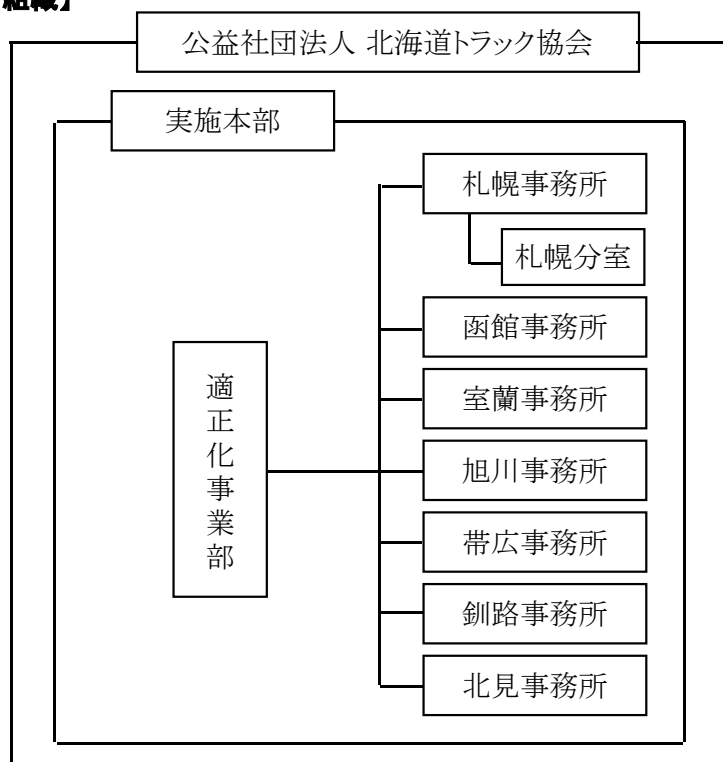 組織】
公益社団法人 北海道トラック協会
実施本部
札幌事務所
札幌分室
函館事務所
室蘭事務所
適正化事業部
旭川事務所
帯広事務所
釧路事務所
北見事務所